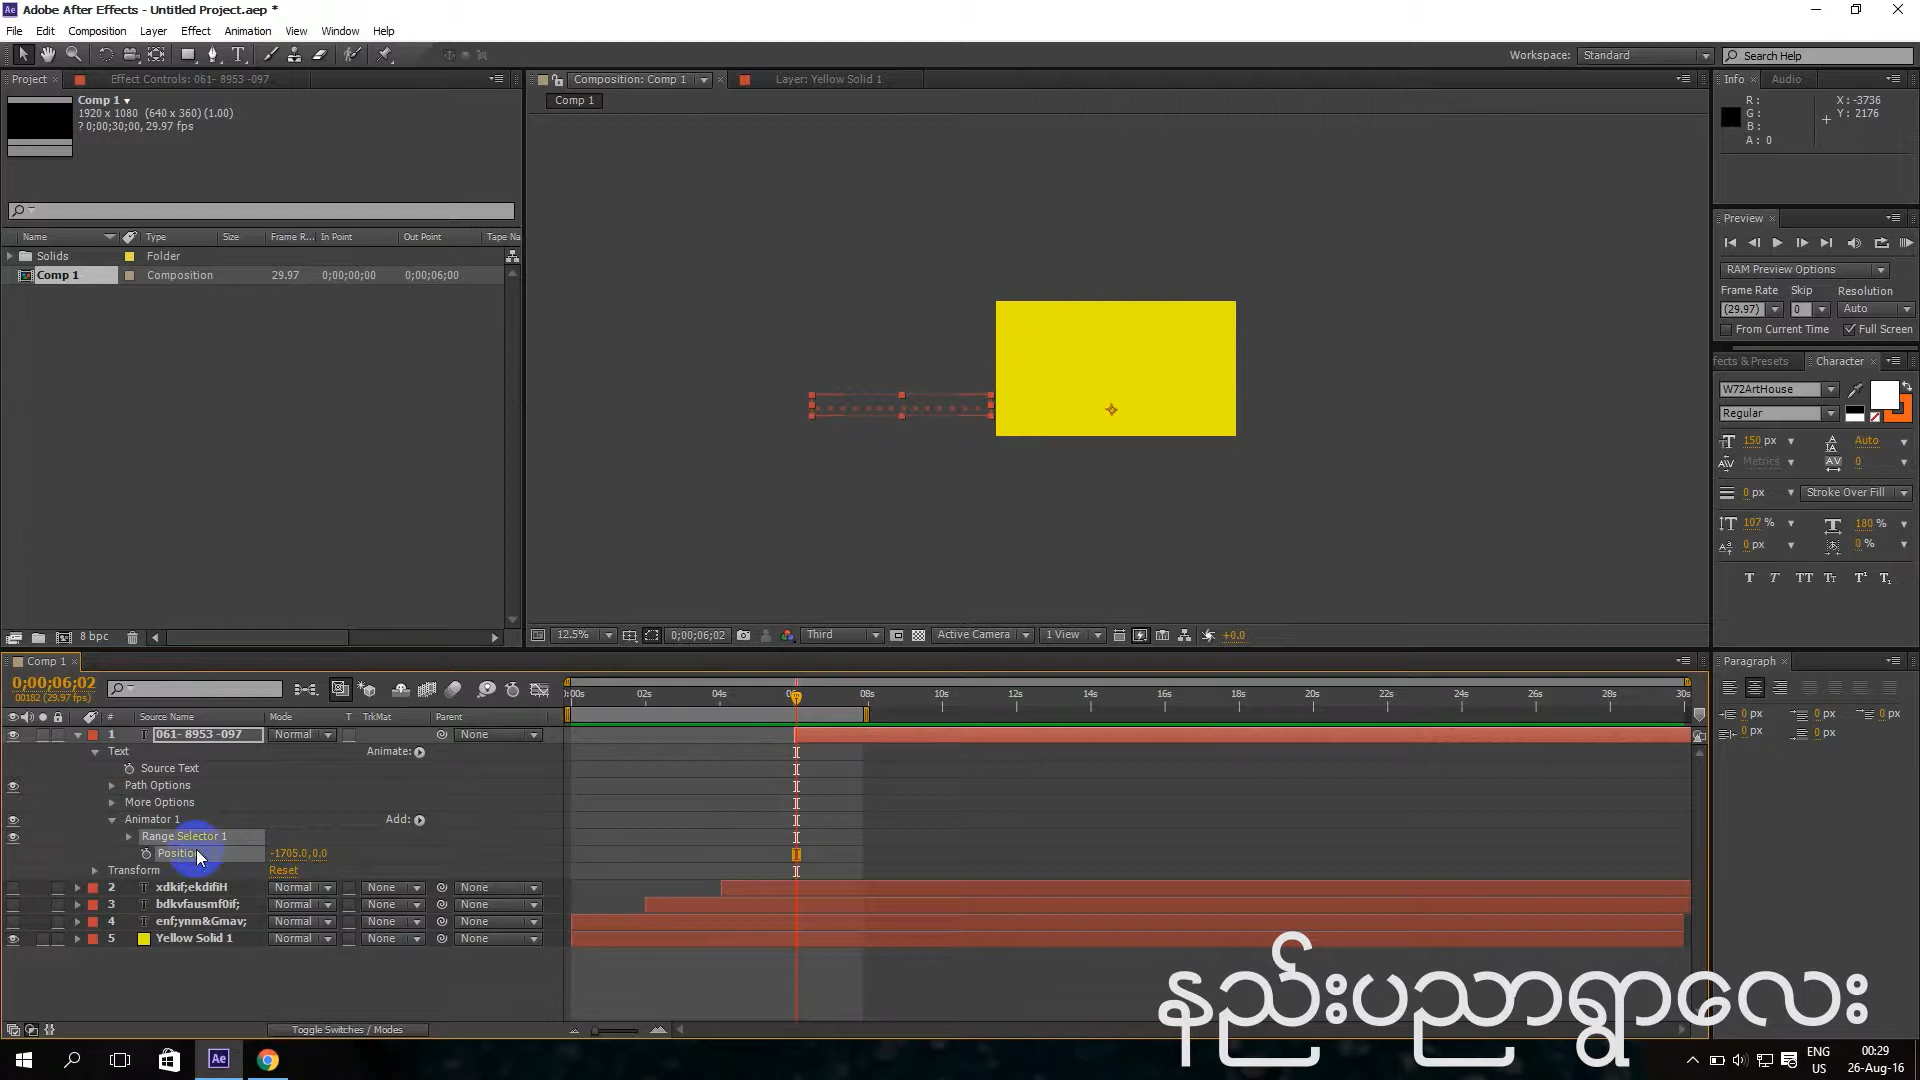 Adobe After Effects - Untitled Project.aep *
File Edit Composition Layer Effect Animation View Window Help
Workspace: Standard Search Help
Project Effect Controls: 061- 8953 -097
Composition: Comp 1 Layer: Yellow Solid 1
Info Audio
Comp 1
1920 x 1080 (640 x 360) (1.00)
? 0;00;30;00, 29.97 fps
Comp 1
R :
G :
B :
A : 0
X : -3736
Y : 2176
Preview
RAM Preview Options
Frame Rate Skip Resolution
(29.97) 0 Auto
From Current Time Full Screen
Name Type Size Frame R... In Point Out Point Tape Na
Solids Folder
Comp 1 Composition 29.97 0;00;00;00 0;00;06;00
fects & Presets Character
W72ArtHouse
Regular
150 px Auto
Metrics 0
0 px Stroke Over Fill
107 % 180 %
0 px 0 %
T T TT Tт T¹ T₁
8 bpc
12.5% 0;00;06;02 Third Active Camera 1 View +0.0
Comp 1
0;00;06;02
00182 (29.97 fps)
:00s 02s 04s 06s 08s 10s 12s 14s 16s 18s 20s 22s 24s 26s 28s 30s
# Source Name Mode T TrkMat Parent
1 061- 8953 -097 Normal None
Text Animate:
Source Text
Path Options
More Options
Animator 1 Add:
Range Selector 1
Position -1705.0,0.0
Transform Reset
2 xdkif;ekdifiH Normal None None
3 bdkvfausmf0if; Normal None None
4 enf;ynm&Gmav; Normal None None
5 Yellow Solid 1 Normal None None
Toggle Switches / Modes
Paragraph
0 px 0 px 0 px
0 px 0 px
နည်းပညာရွာလေး
ENG
US
00:29
26-Aug-16